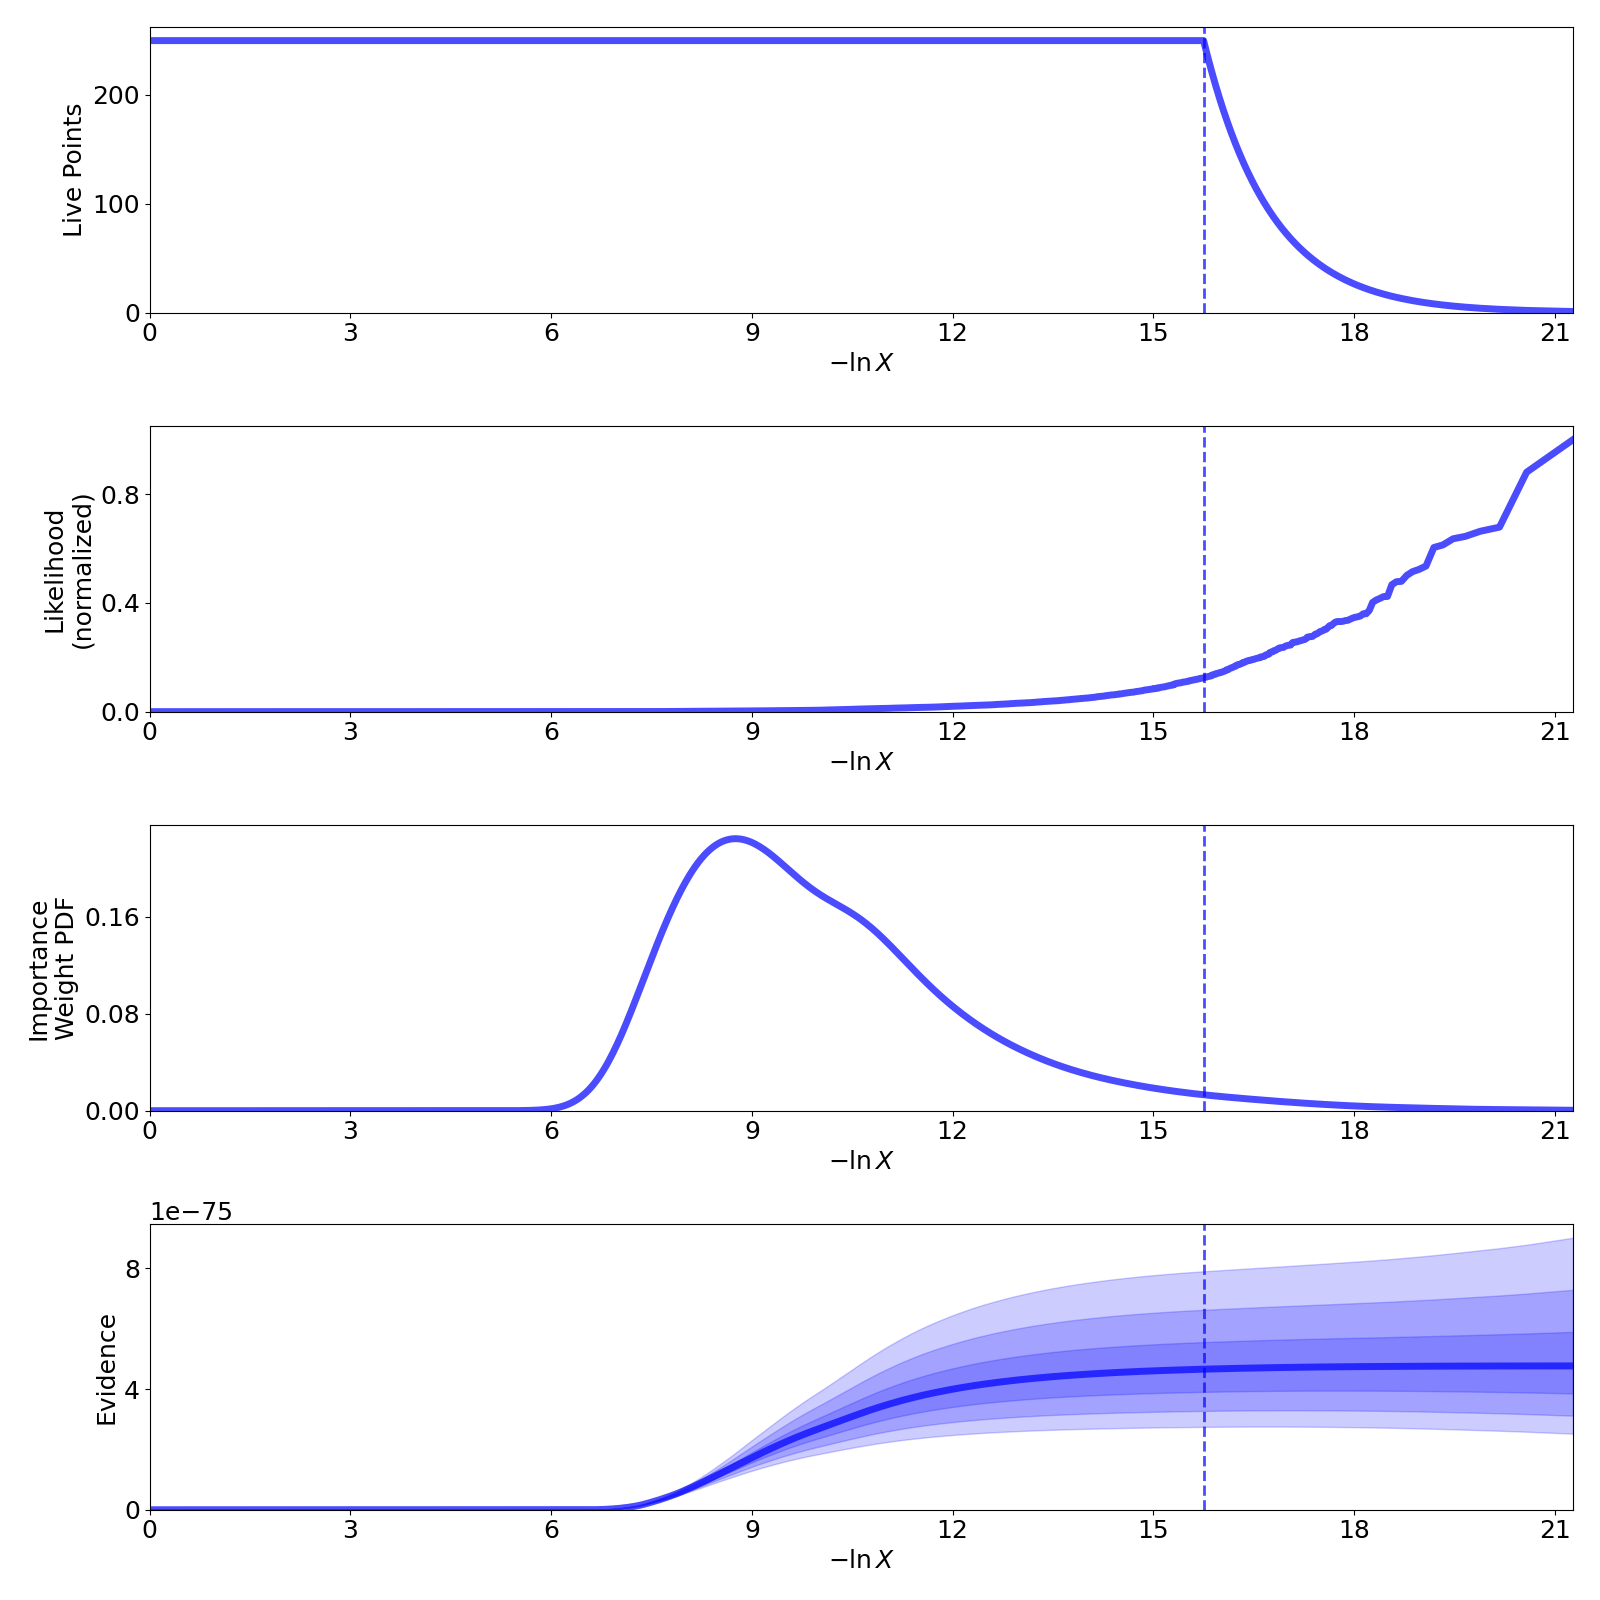 Live Points
200
100
0
0 3 6 9 12 15 18 21
−ln X
Likelihood
(normalized)
0.8
0.4
0.0
0 3 6 9 12 15 18 21
−ln X
Importance
Weight PDF
0.16
0.08
0.00
0 3 6 9 12 15 18 21
−ln X
1e−75
Evidence
8
4
0
0 3 6 9 12 15 18 21
−ln X